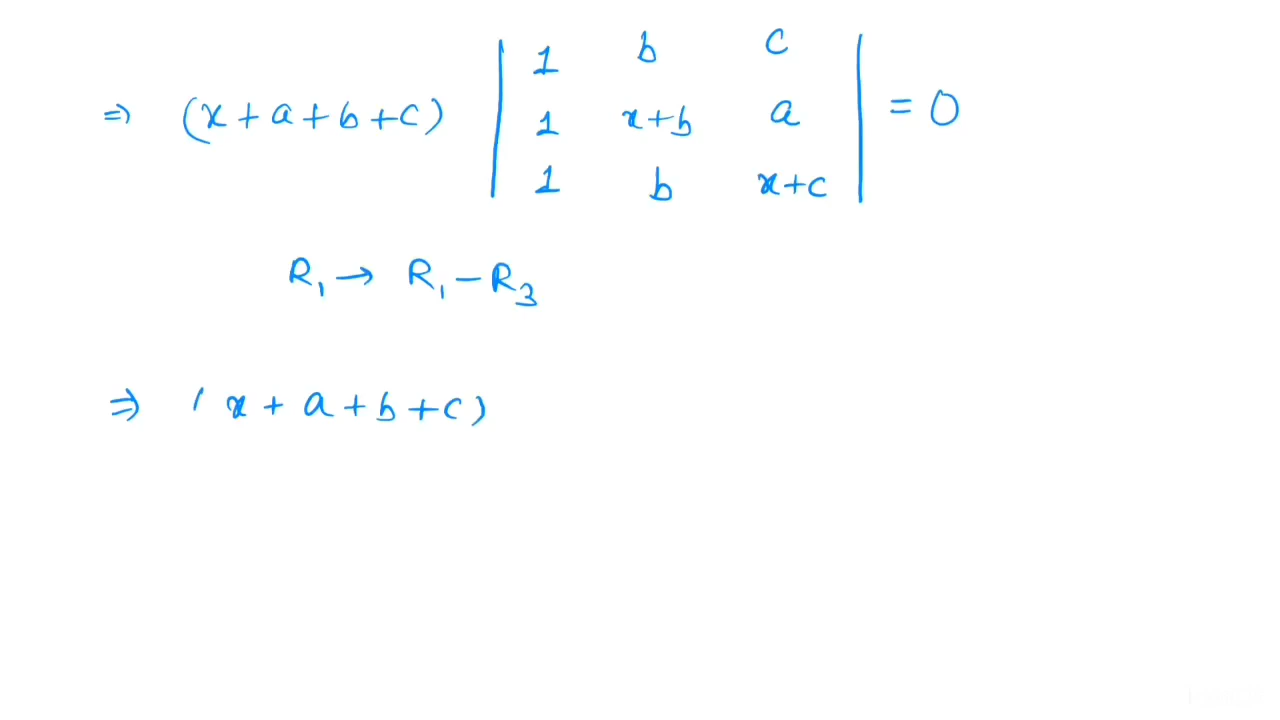 ⇒ (x+a+b+c) | 1 b c |
| 1 x+b a | = 0
| 1 b x+c |
R₁ → R₁ − R₃
⇒ ( x + a + b + c )